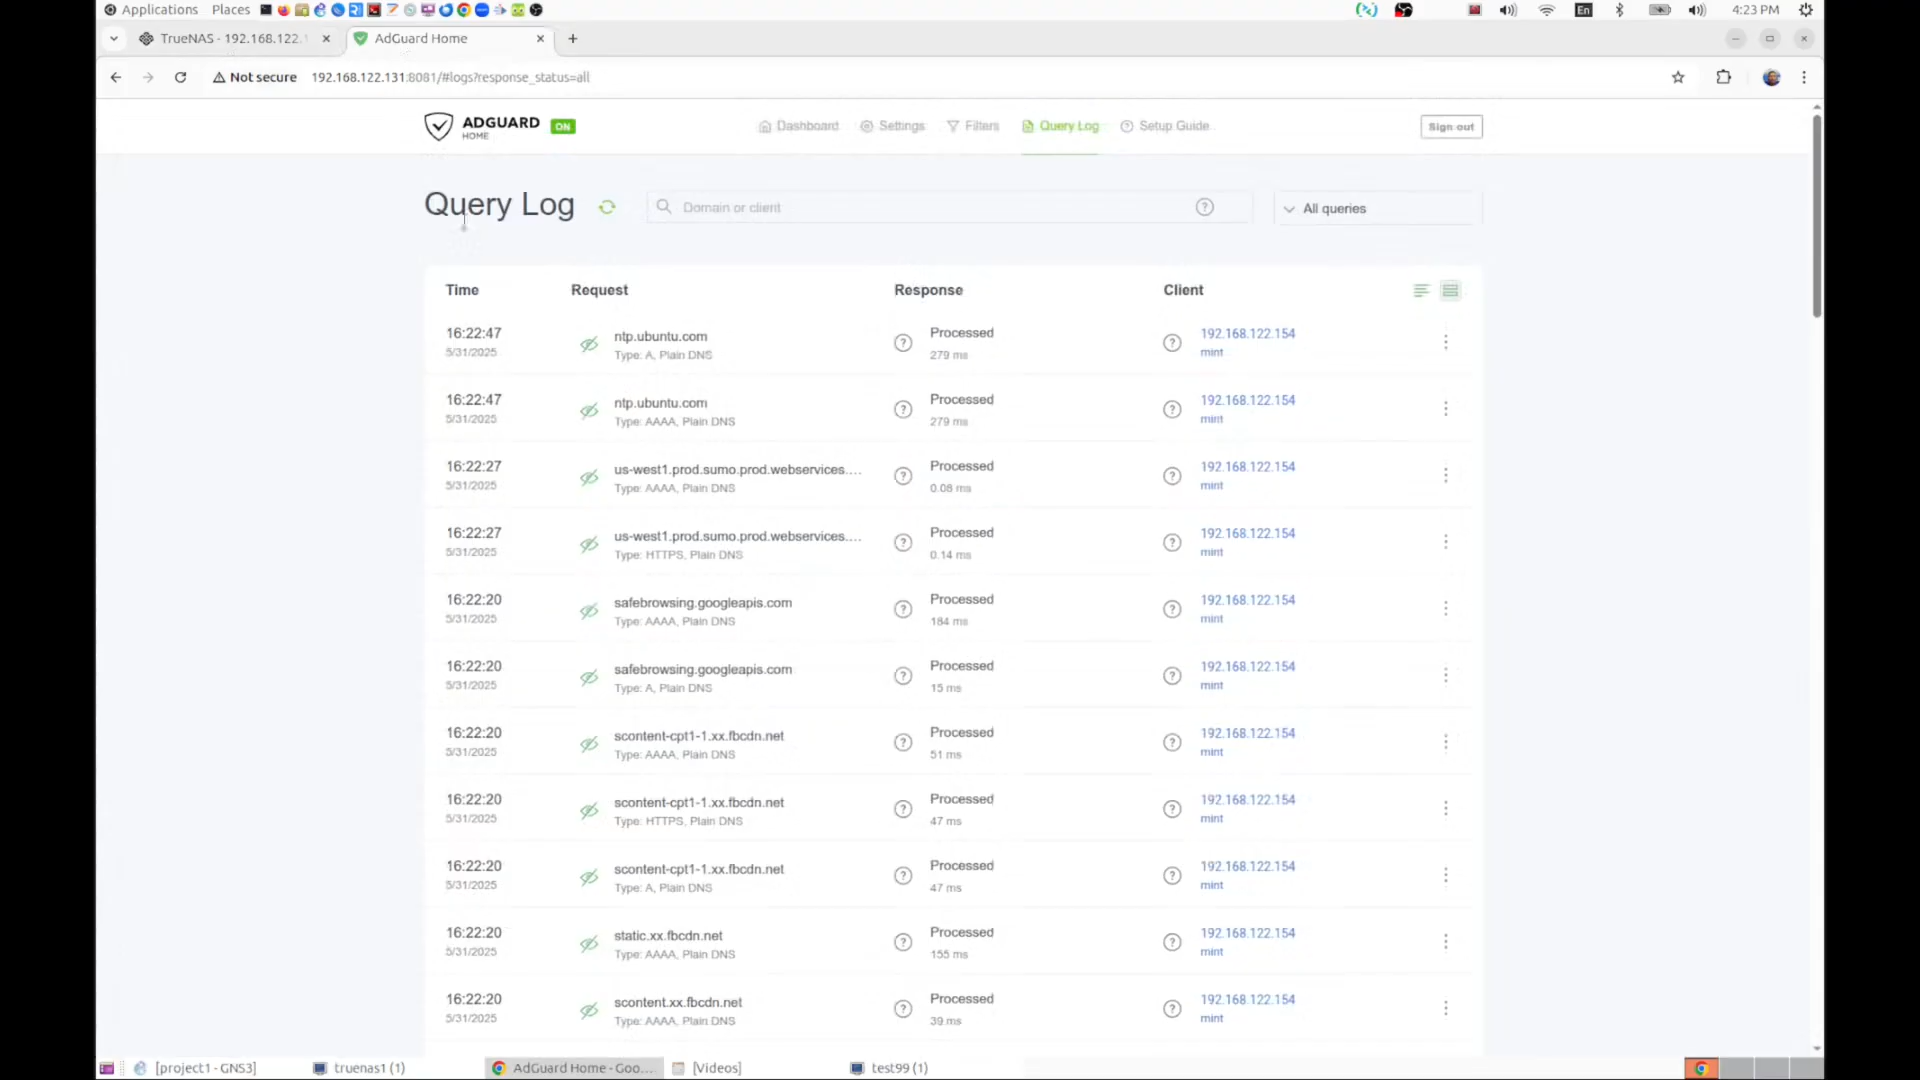 Applications Places En 4:23 PM
TrueNAS - 192.168.122. AdGuard Home
Not secure 192.168.122.131:8081/#logs?response_status=all
ADGUARD HOME ON Dashboard Settings Filters Query Log Setup Guide Sign out
Query Log Domain or client All queries
Time Request Response Client
16:22:47 ntp.ubuntu.com Processed 192.168.122.154
5/31/2025 Type: A, Plain DNS 279 ms mint
16:22:47 ntp.ubuntu.com Processed 192.168.122.154
5/31/2025 Type: AAAA, Plain DNS 279 ms mint
16:22:27 us-west1.prod.sumo.prod.webservices.... Processed 192.168.122.154
5/31/2025 Type: AAAA, Plain DNS 0.08 ms mint
16:22:27 us-west1.prod.sumo.prod.webservices.... Processed 192.168.122.154
5/31/2025 Type: HTTPS, Plain DNS 0.14 ms mint
16:22:20 safebrowsing.googleapis.com Processed 192.168.122.154
5/31/2025 Type: AAAA, Plain DNS 184 ms mint
16:22:20 safebrowsing.googleapis.com Processed 192.168.122.154
5/31/2025 Type: A, Plain DNS 15 ms mint
16:22:20 scontent-cpt1-1.xx.fbcdn.net Processed 192.168.122.154
5/31/2025 Type: AAAA, Plain DNS 51 ms mint
16:22:20 scontent-cpt1-1.xx.fbcdn.net Processed 192.168.122.154
5/31/2025 Type: HTTPS, Plain DNS 47 ms mint
16:22:20 scontent-cpt1-1.xx.fbcdn.net Processed 192.168.122.154
5/31/2025 Type: A, Plain DNS 47 ms mint
16:22:20 static.xx.fbcdn.net Processed 192.168.122.154
5/31/2025 Type: AAAA, Plain DNS 155 ms mint
16:22:20 scontent.xx.fbcdn.net Processed 192.168.122.154
5/31/2025 Type: AAAA, Plain DNS 39 ms mint
[project1 - GNS3] truenas1 (1) AdGuard Home - Goo... [Videos] test99 (1)